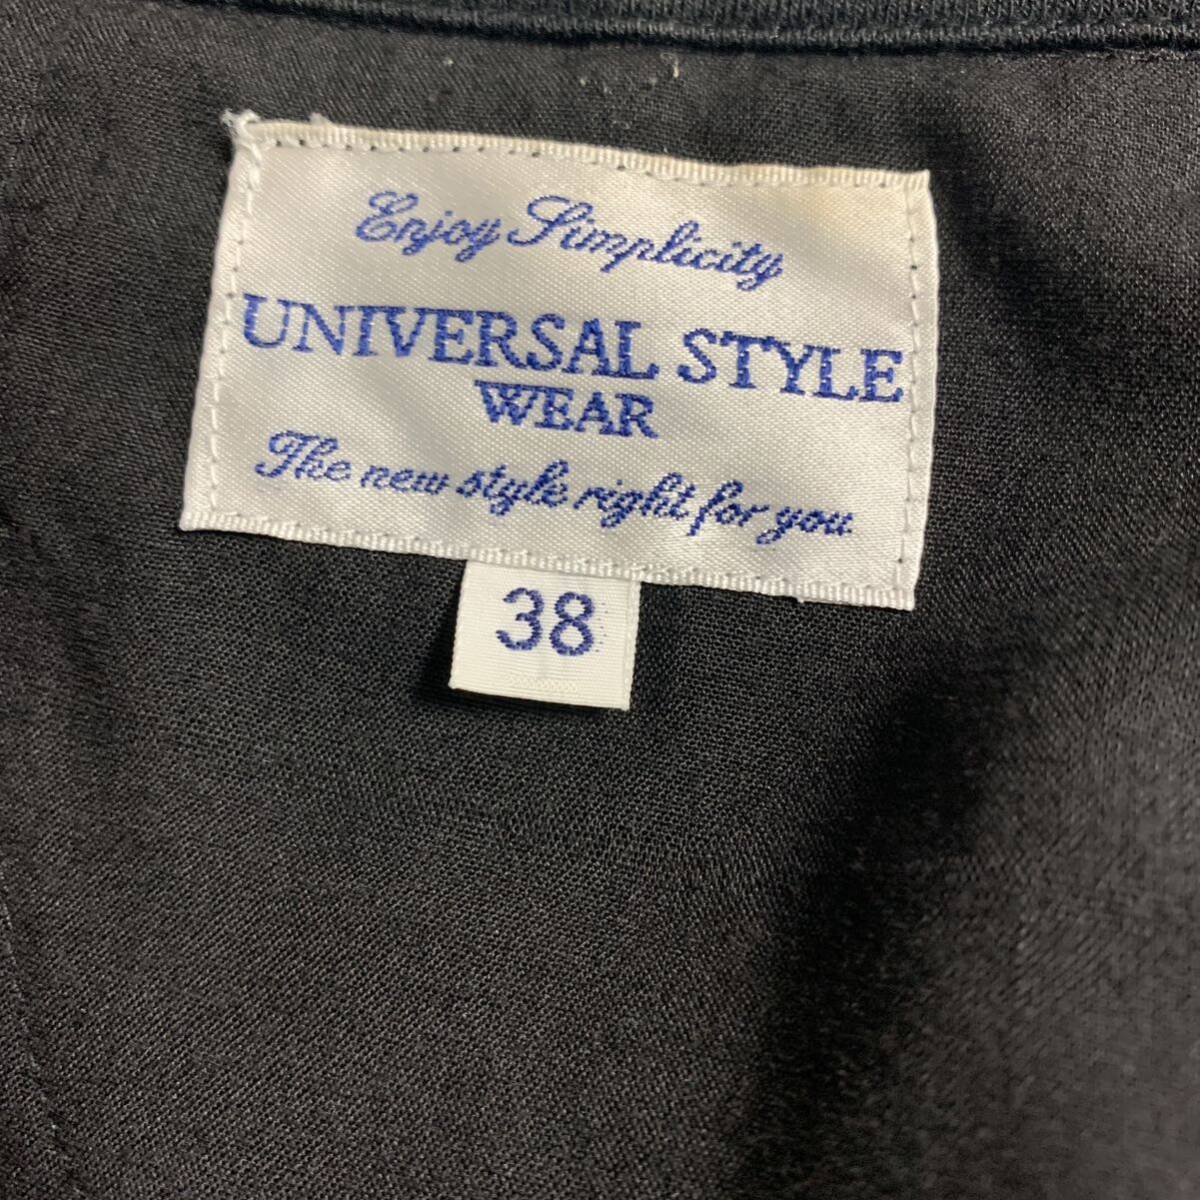 Enjoy Simplicity
UNIVERSAL STYLE
WEAR
The new style right for you
38